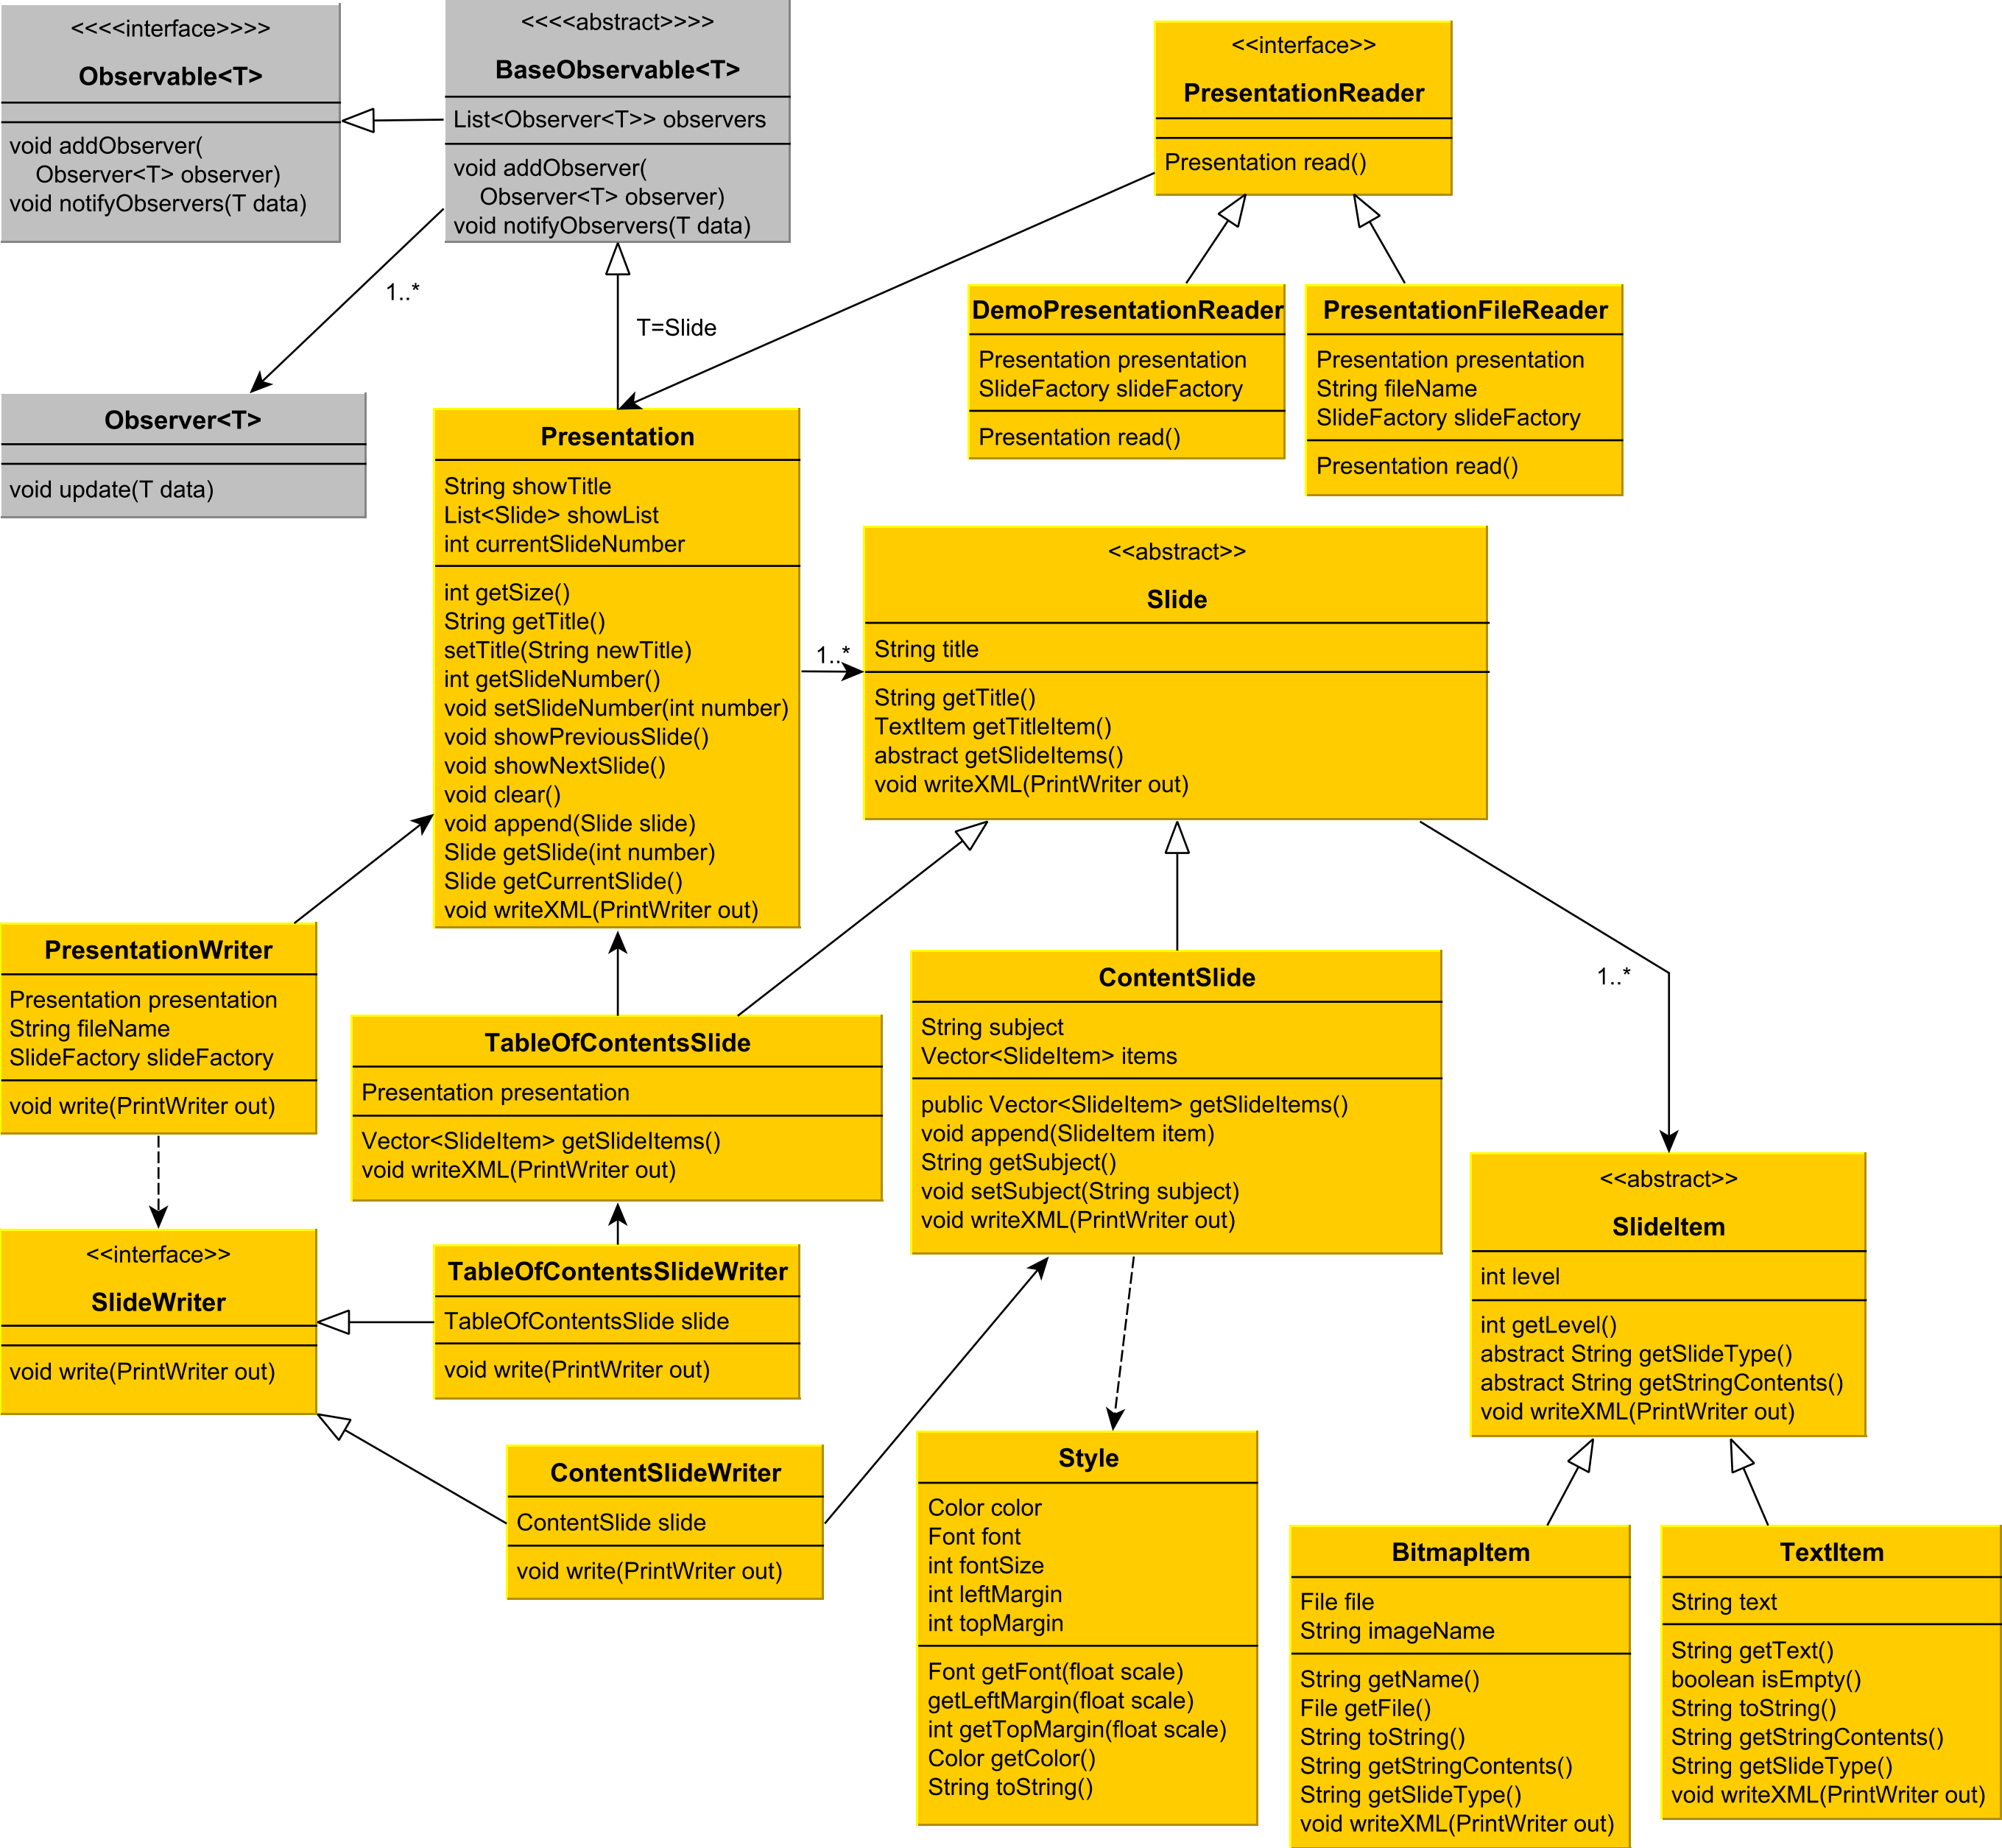 <<<<interface>>>>
Observable<T>
void addObserver(
Observer<T> observer)
void notifyObservers(T data)
<<<<abstract>>>>
BaseObservable<T>
List<Observer<T>> observers
void addObserver(
Observer<T> observer)
void notifyObservers(T data)
<<interface>>
PresentationReader
Presentation read()
1..*
T=Slide
DemoPresentationReader
Presentation presentation
SlideFactory slideFactory
Presentation read()
PresentationFileReader
Presentation presentation
String fileName
SlideFactory slideFactory
Presentation read()
Observer<T>
void update(T data)
Presentation
String showTitle
List<Slide> showList
int currentSlideNumber
int getSize()
String getTitle()
setTitle(String newTitle)
int getSlideNumber()
void setSlideNumber(int number)
void showPreviousSlide()
void showNextSlide()
void clear()
void append(Slide slide)
Slide getSlide(int number)
Slide getCurrentSlide()
void writeXML(PrintWriter out)
1..*
<<abstract>>
Slide
String title
String getTitle()
TextItem getTitleItem()
abstract getSlideItems()
void writeXML(PrintWriter out)
PresentationWriter
Presentation presentation
String fileName
SlideFactory slideFactory
void write(PrintWriter out)
TableOfContentsSlide
Presentation presentation
Vector<SlideItem> getSlideItems()
void writeXML(PrintWriter out)
ContentSlide
String subject
Vector<SlideItem> items
public Vector<SlideItem> getSlideItems()
void append(SlideItem item)
String getSubject()
void setSubject(String subject)
void writeXML(PrintWriter out)
1..*
<<abstract>>
SlideItem
int level
int getLevel()
abstract String getSlideType()
abstract String getStringContents()
void writeXML(PrintWriter out)
<<interface>>
SlideWriter
void write(PrintWriter out)
TableOfContentsSlideWriter
TableOfContentsSlide slide
void write(PrintWriter out)
ContentSlideWriter
ContentSlide slide
void write(PrintWriter out)
Style
Color color
Font font
int fontSize
int leftMargin
int topMargin
Font getFont(float scale)
getLeftMargin(float scale)
int getTopMargin(float scale)
Color getColor()
String toString()
BitmapItem
File file
String imageName
String getName()
File getFile()
String toString()
String getStringContents()
String getSlideType()
void writeXML(PrintWriter out)
TextItem
String text
String getText()
boolean isEmpty()
String toString()
String getStringContents()
String getSlideType()
void writeXML(PrintWriter out)